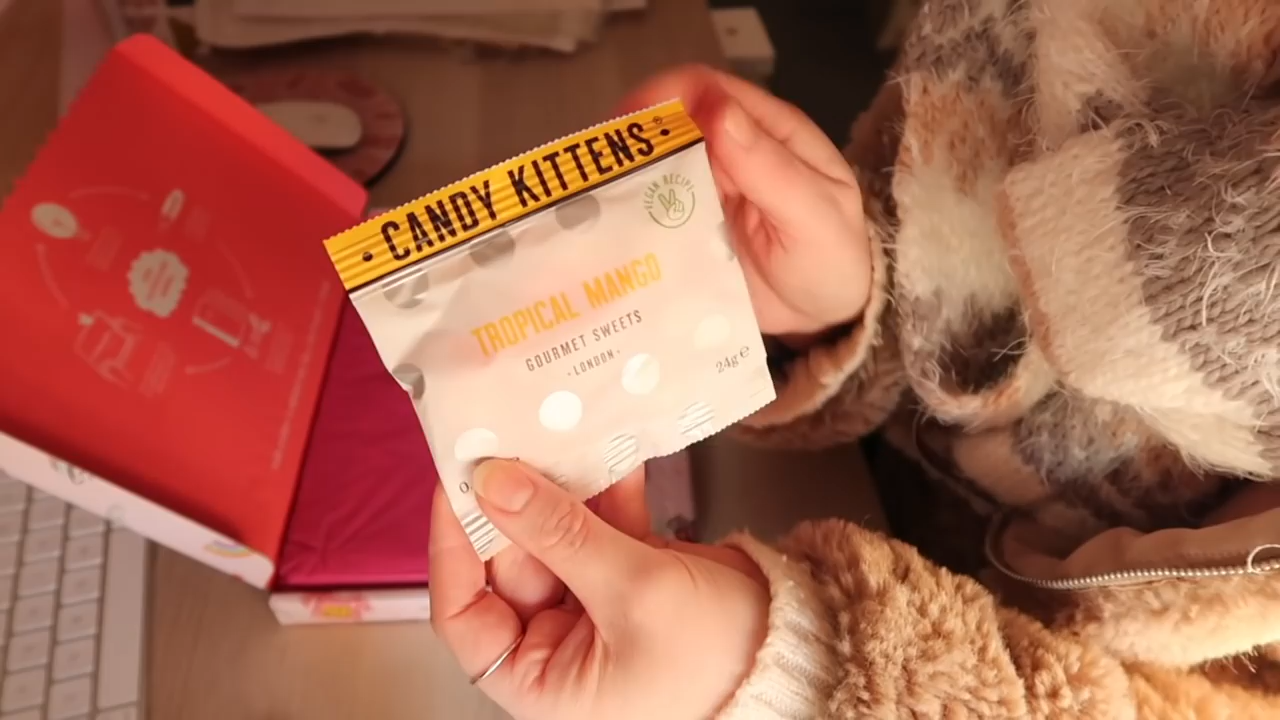 CANDY KITTENS®
VEGAN RECIPE
TROPICAL MANGO
GOURMET SWEETS
·LONDON·
24g e